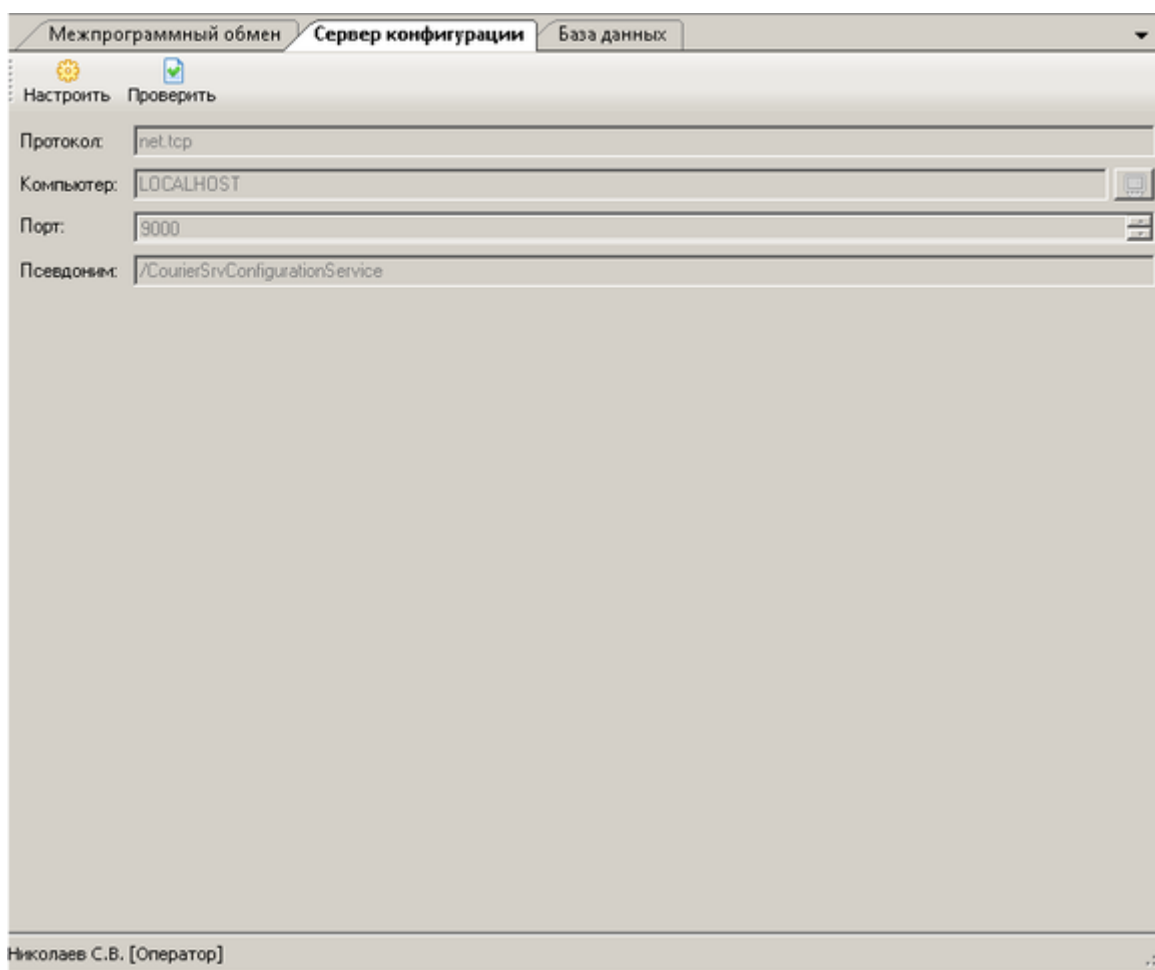 Межпрограммный обмен Сервер конфигурации База данных
Настроить Проверить
Протокол: net.tcp
Компьютер: LOCALHOST
Порт: 9000
Псевдоним: /CourierSrvConfigurationService
Николаев С.В. [Оператор]